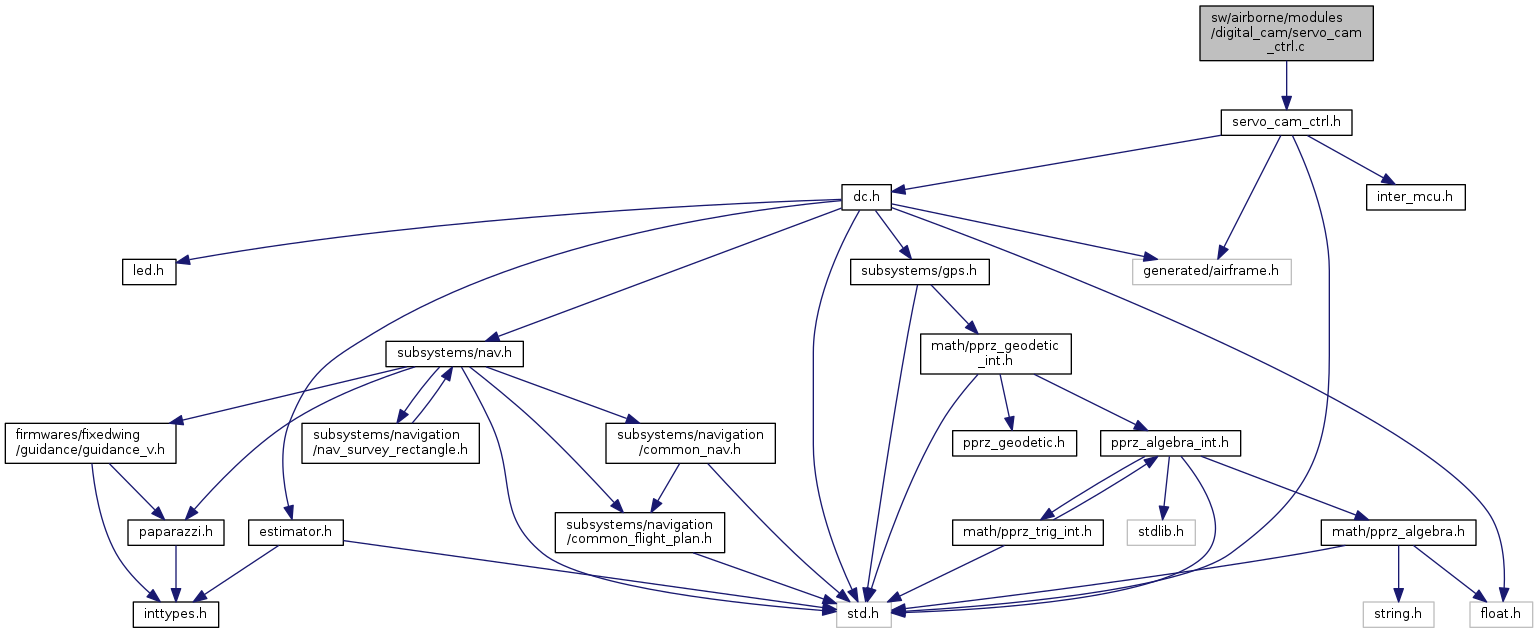 sw/airborne/modules
/digital_cam/servo_cam
_ctrl.c
servo_cam_ctrl.h
dc.h
inter_mcu.h
led.h
subsystems/gps.h
generated/airframe.h
subsystems/nav.h
math/pprz_geodetic
_int.h
firmwares/fixedwing
/guidance/guidance_v.h
subsystems/navigation
/nav_survey_rectangle.h
subsystems/navigation
/common_nav.h
pprz_geodetic.h
pprz_algebra_int.h
paparazzi.h
estimator.h
subsystems/navigation
/common_flight_plan.h
math/pprz_trig_int.h
stdlib.h
math/pprz_algebra.h
inttypes.h
std.h
string.h
float.h